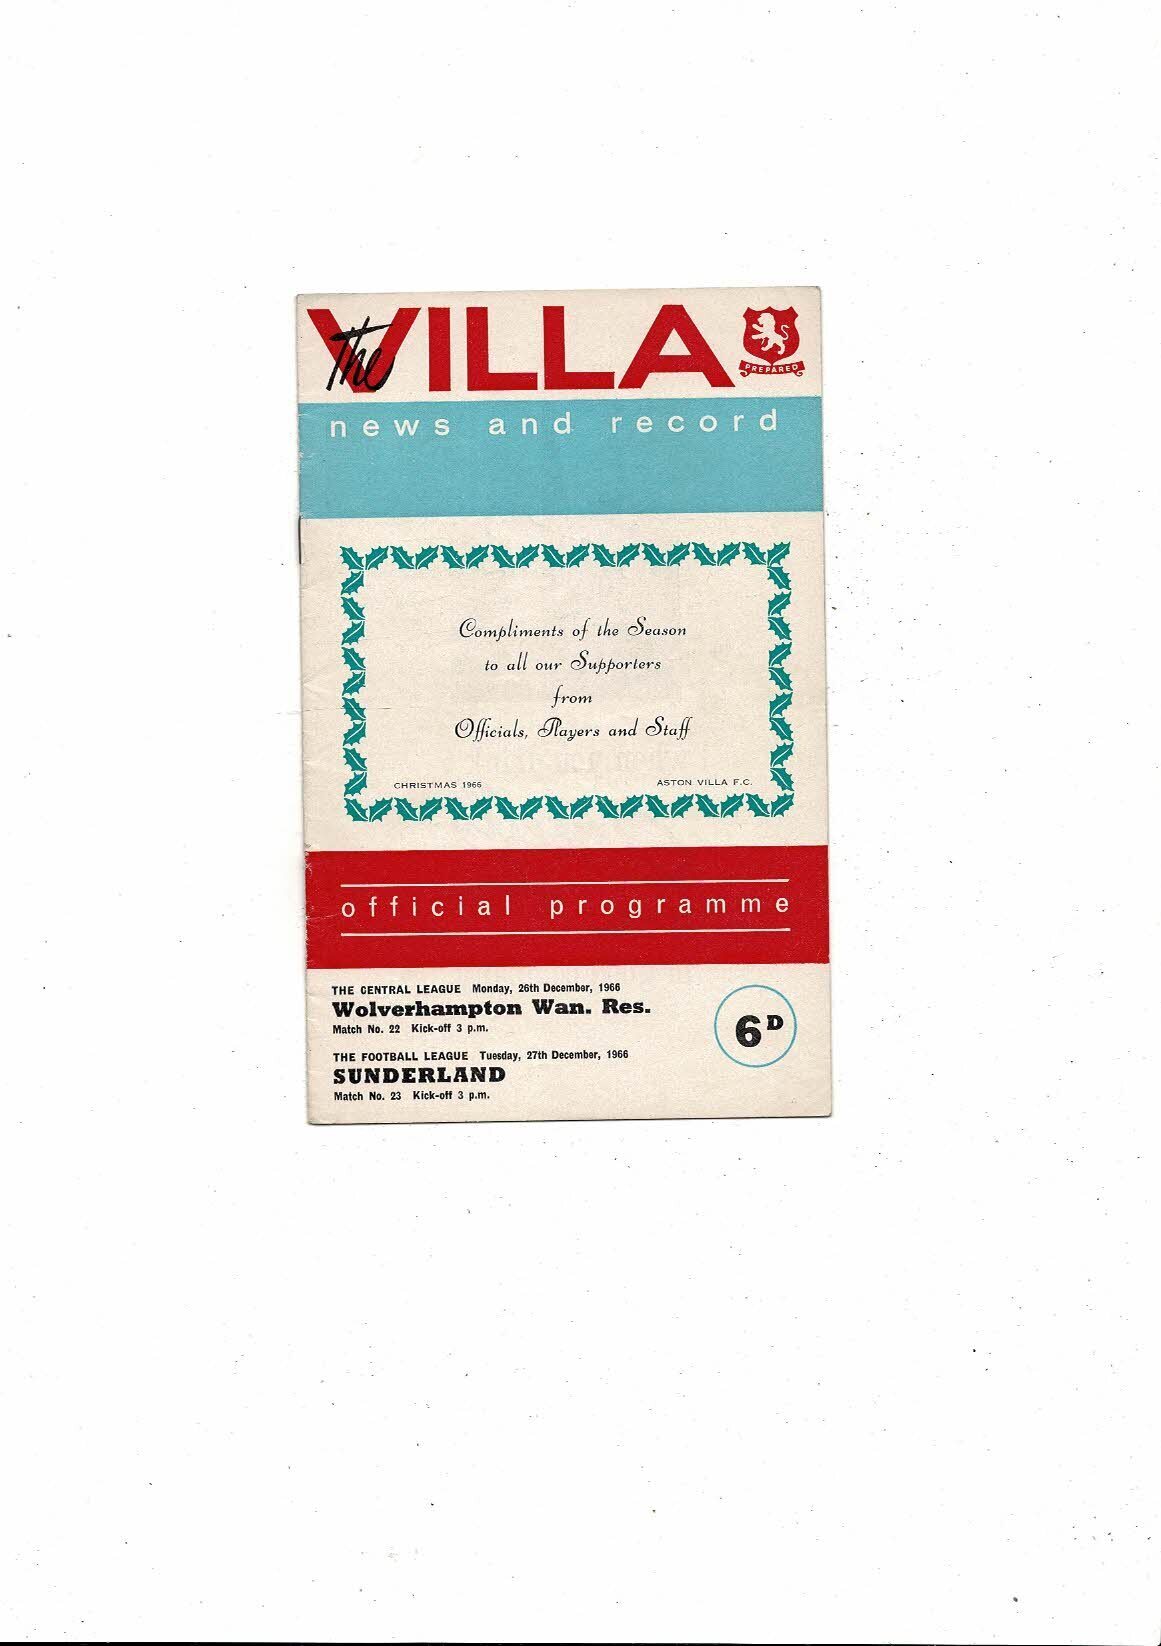 The VILLA
PREPARED
news and record
Compliments of the Season
to all our Supporters
from
Officials, Players and Staff
CHRISTMAS 1966 ASTON VILLA F.C.
official programme
THE CENTRAL LEAGUE Monday, 26th December, 1966
Wolverhampton Wan. Res.
Match No. 22 Kick-off 3 p.m.
6D
THE FOOTBALL LEAGUE Tuesday, 27th December, 1966
SUNDERLAND
Match No. 23 Kick-off 3 p.m.